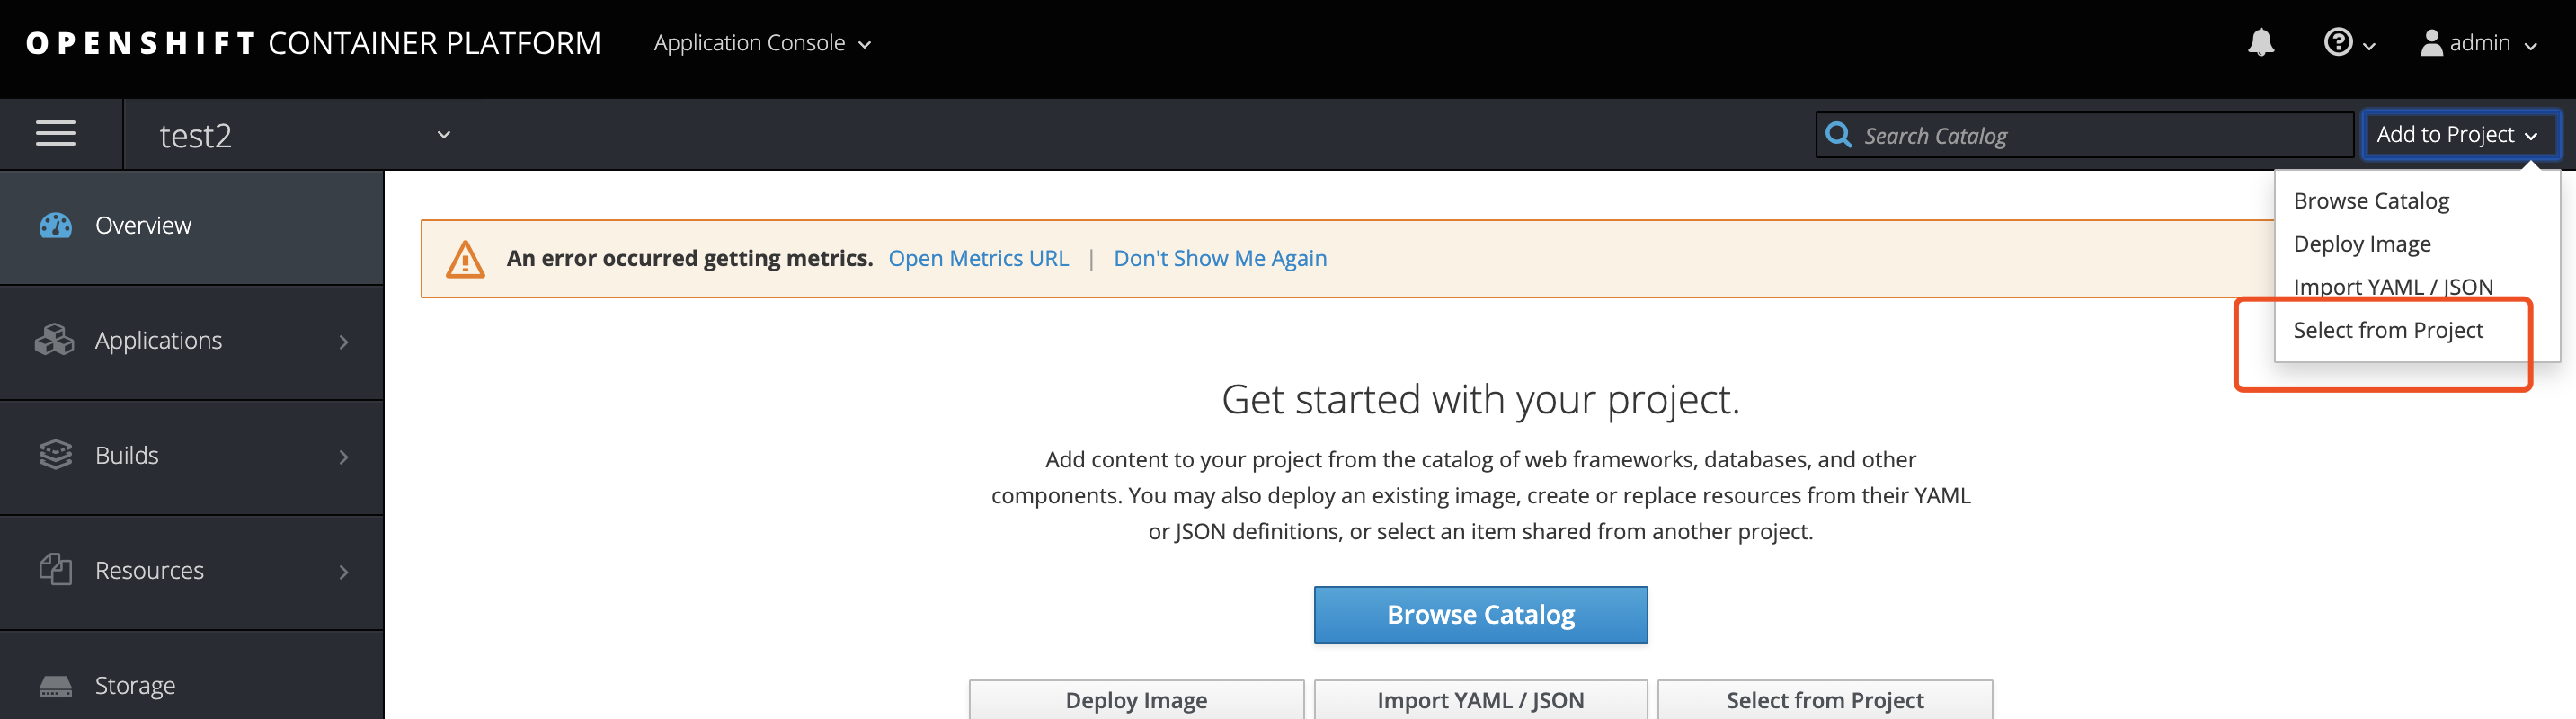 OPENSHIFT CONTAINER PLATFORM Application Console admin
test2 Search Catalog Add to Project
Browse Catalog
Deploy Image
Import YAML / JSON
Select from Project
Overview
Applications
Builds
Resources
Storage
An error occurred getting metrics. Open Metrics URL | Don't Show Me Again
Get started with your project.
Add content to your project from the catalog of web frameworks, databases, and other
components. You may also deploy an existing image, create or replace resources from their YAML
or JSON definitions, or select an item shared from another project.
Browse Catalog
Deploy Image Import YAML / JSON Select from Project